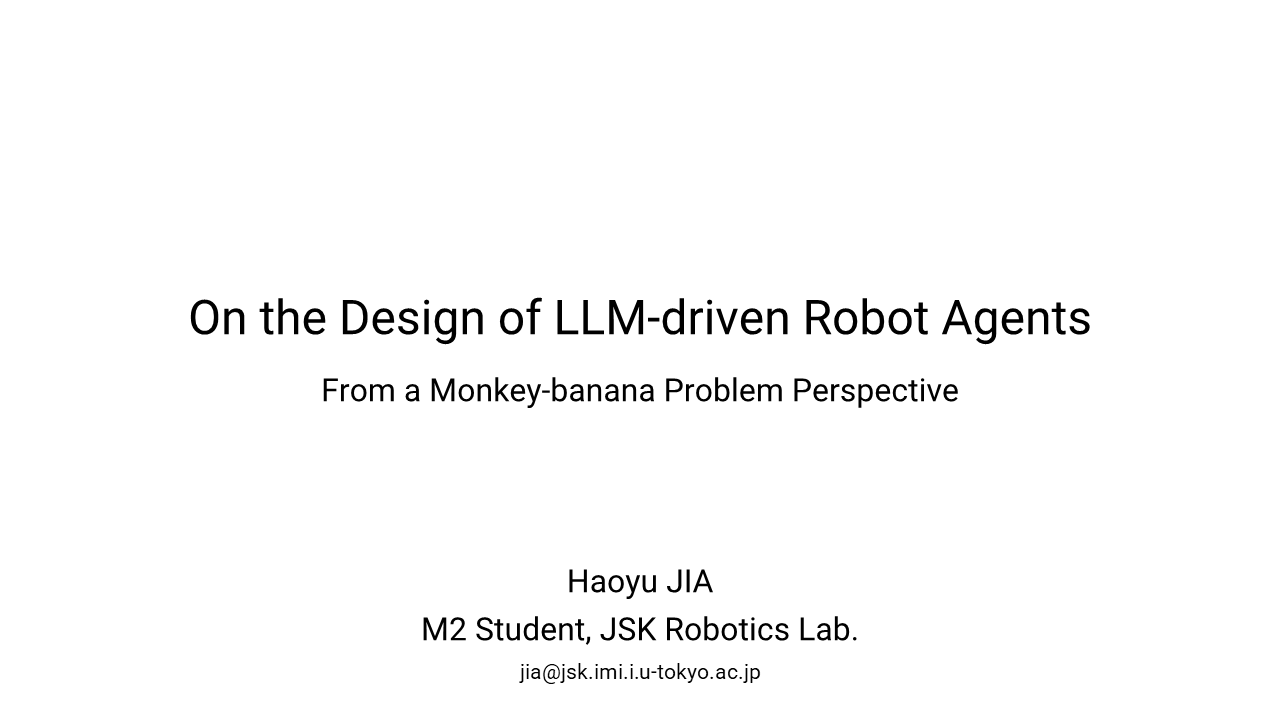 On the Design of LLM-driven Robot Agents
From a Monkey-banana Problem Perspective
Haoyu JIA
M2 Student, JSK Robotics Lab.
jia@jsk.imi.i.u-tokyo.ac.jp